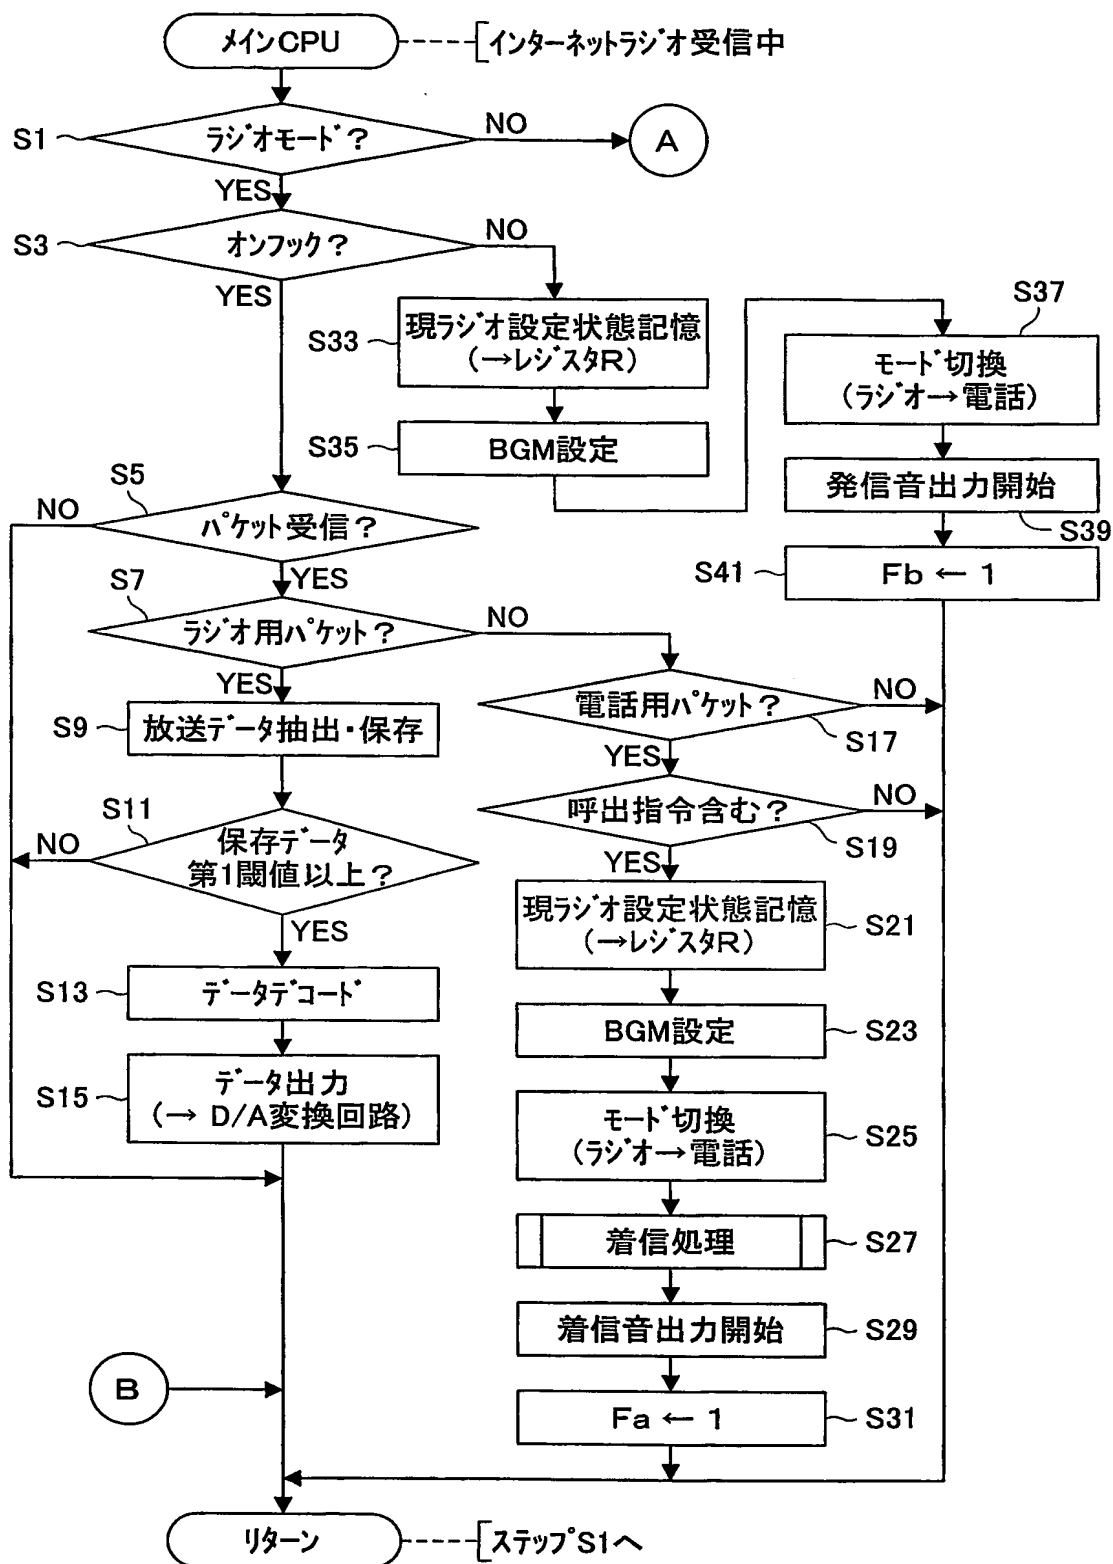 メインCPU
インターネットラジオ受信中
S1
ラジオモード?
NO
A
YES
S3
オンフック?
NO
YES
S33
現ラジオ設定状態記憶
(→レジスタR)
S35
BGM設定
S37
モード切換
(ラジオ→電話)
発信音出力開始
S39
S41
Fb ← 1
S5
NO
パケット受信?
YES
S7
ラジオ用パケット?
NO
YES
S9
放送データ抽出・保存
S11
NO
保存データ
第1閾値以上?
YES
S13
データデコード
S15
データ出力
(→ D/A変換回路)
電話用パケット?
NO
S17
YES
呼出指令含む?
NO
S19
YES
現ラジオ設定状態記憶
(→レジスタR)
S21
BGM設定
S23
モード切換
(ラジオ→電話)
S25
着信処理
S27
着信音出力開始
S29
B
Fa ← 1
S31
リターン
ステップS1へ